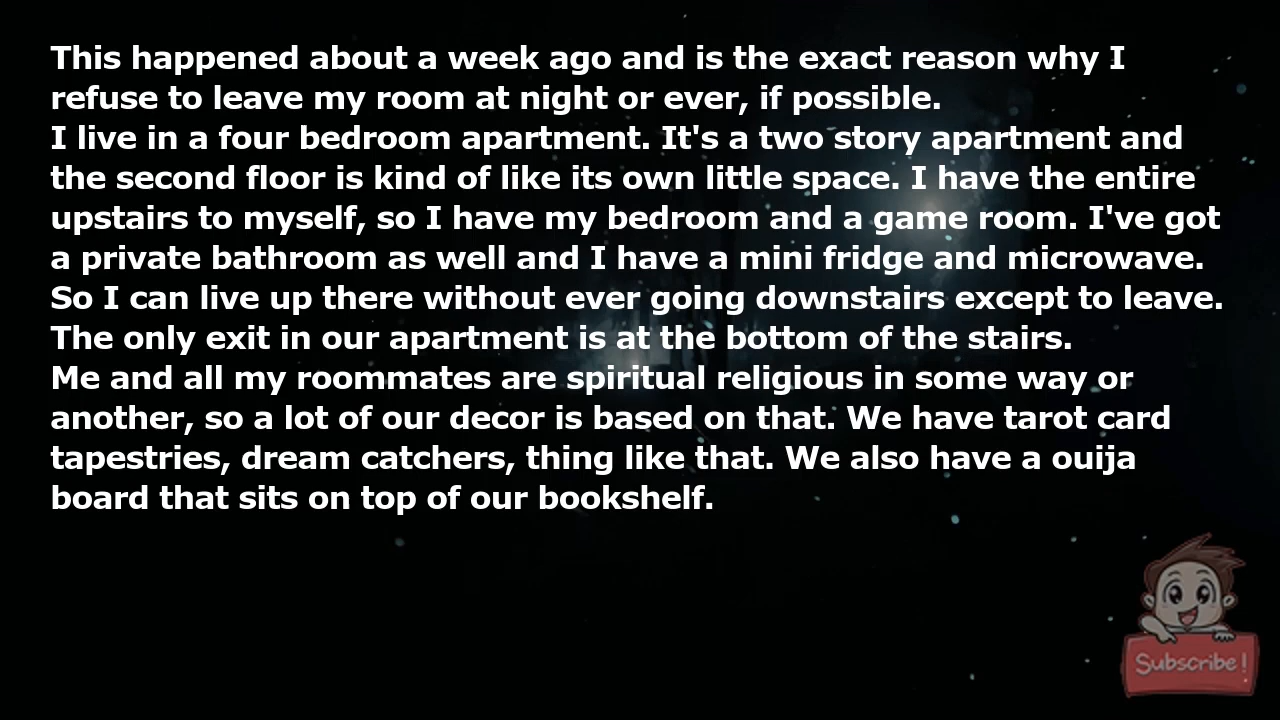 This happened about a week ago and is the exact reason why I
refuse to leave my room at night or ever, if possible.
I live in a four bedroom apartment. It's a two story apartment and
the second floor is kind of like its own little space. I have the entire
upstairs to myself, so I have my bedroom and a game room. I've got
a private bathroom as well and I have a mini fridge and microwave.
So I can live up there without ever going downstairs except to leave.
The only exit in our apartment is at the bottom of the stairs.
Me and all my roommates are spiritual religious in some way or
another, so a lot of our decor is based on that. We have tarot card
tapestries, dream catchers, thing like that. We also have a ouija
board that sits on top of our bookshelf.
Subscribe!